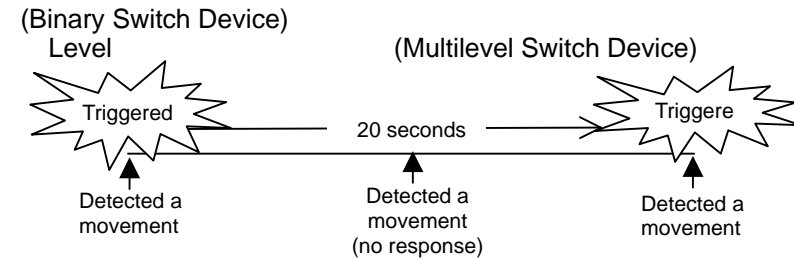 (Binary Switch Device)
Level
(Multilevel Switch Device)
Triggered
Triggere
20 seconds
Detected a
movement
Detected a
movement
(no response)
Detected a
movement